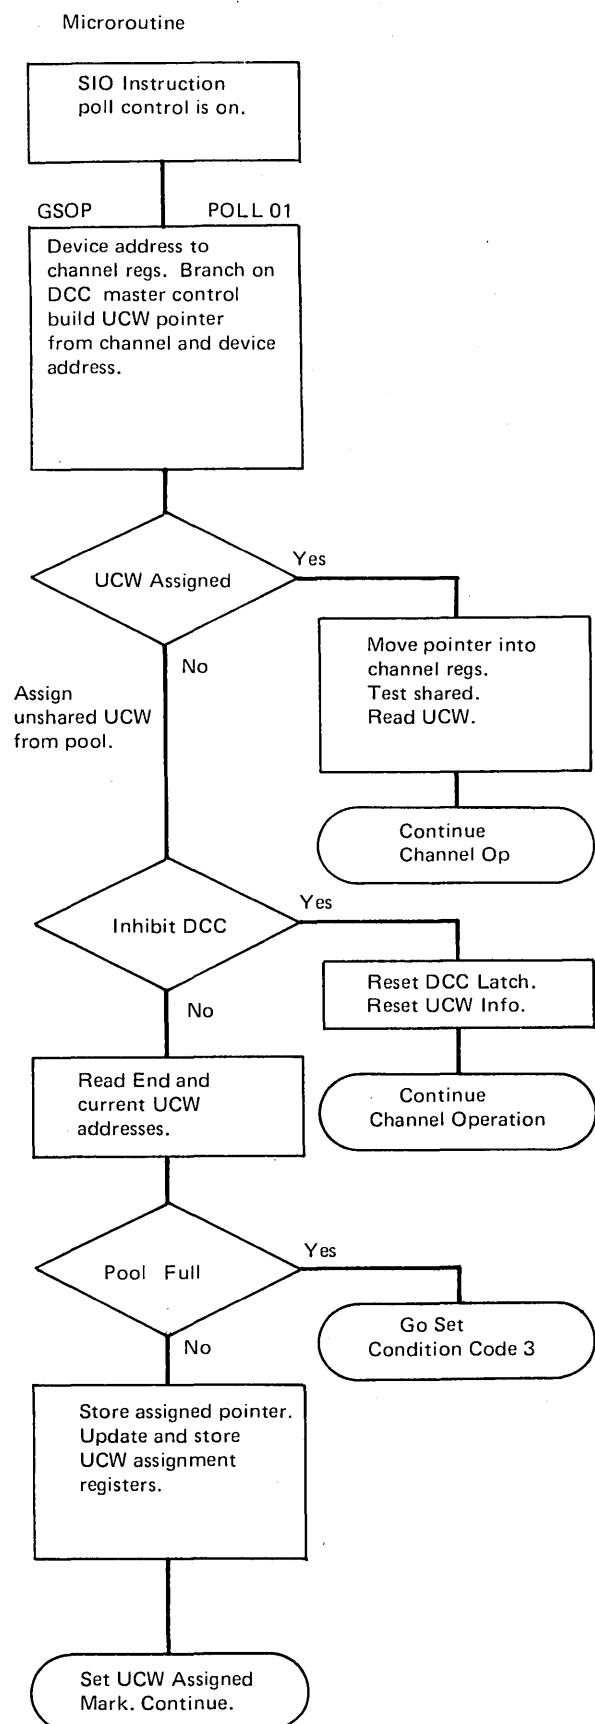 Microroutine
SIO Instruction
poll control is on.
GSOP POLL 01
Device address to
channel regs. Branch on
DCC master control
build UCW pointer
from channel and device
address.
UCW Assigned
Yes
No
Move pointer into
channel regs.
Test shared.
Read UCW.
Assign
unshared UCW
from pool.
Continue
Channel Op
Inhibit DCC
Yes
No
Reset DCC Latch.
Reset UCW Info.
Read End and
current UCW
addresses.
Continue
Channel Operation
Pool Full
Yes
No
Go Set
Condition Code 3
Store assigned pointer.
Update and store
UCW assignment
registers.
Set UCW Assigned
Mark. Continue.